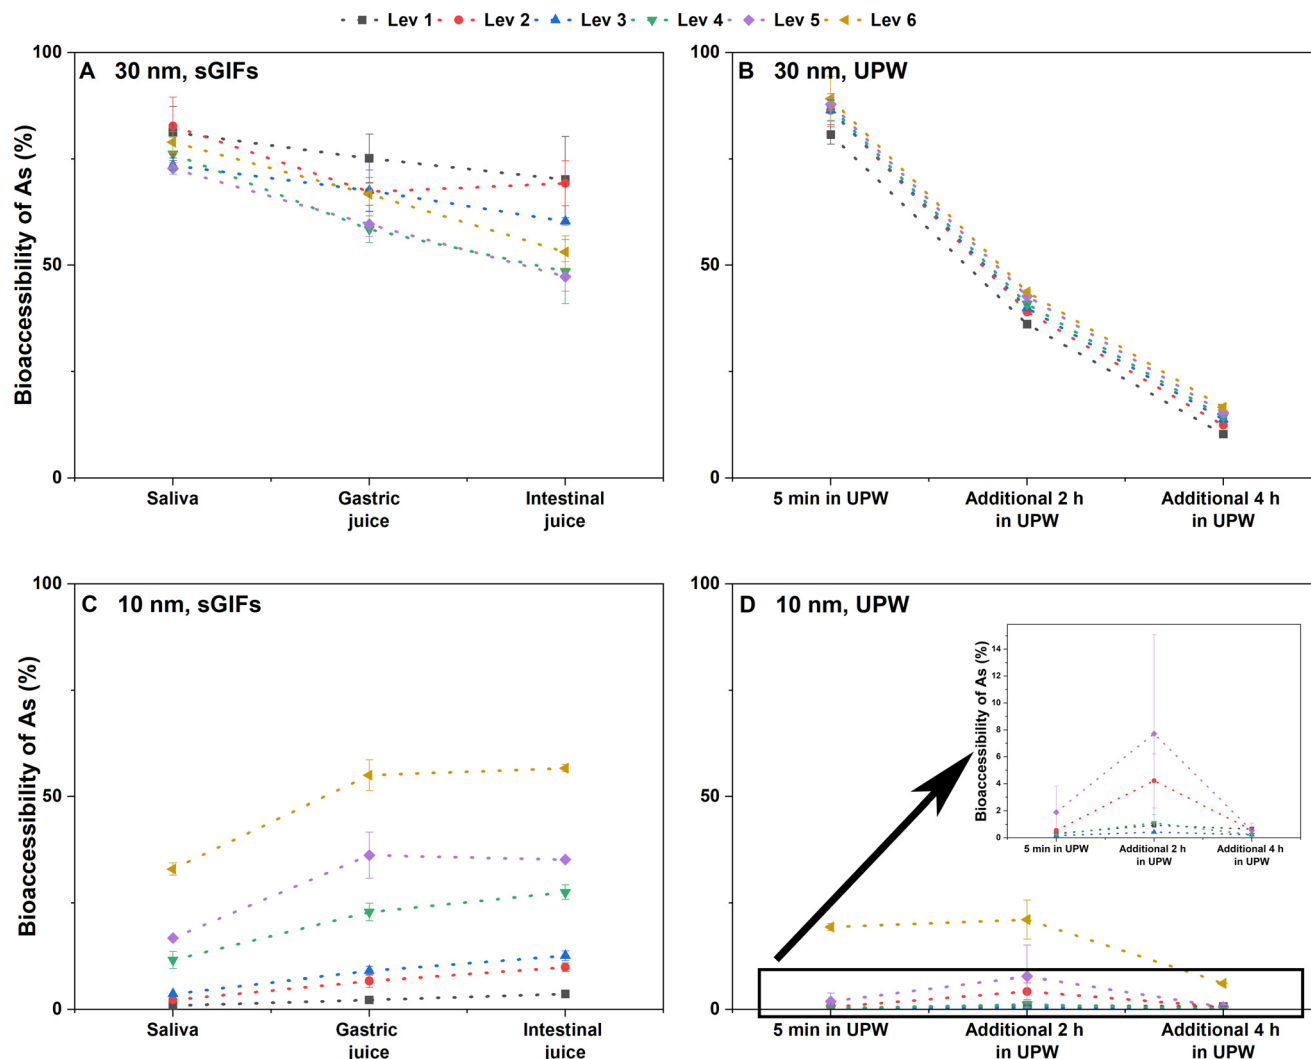 Lev 1 Lev 2 Lev 3 Lev 4 Lev 5 Lev 6
A 30 nm, sGIFs
Bioaccessibility of As (%)
100
50
0
Saliva Gastric juice Intestinal juice
B 30 nm, UPW
100
50
0
5 min in UPW Additional 2 h in UPW Additional 4 h in UPW
C 10 nm, sGIFs
Bioaccessibility of As (%)
100
50
0
Saliva Gastric juice Intestinal juice
D 10 nm, UPW
100
50
0
Bioaccessibility of As (%)
14
12
10
8
6
4
2
0
5 min in UPW Additional 2 h in UPW Additional 4 h in UPW
5 min in UPW Additional 2 h in UPW Additional 4 h in UPW